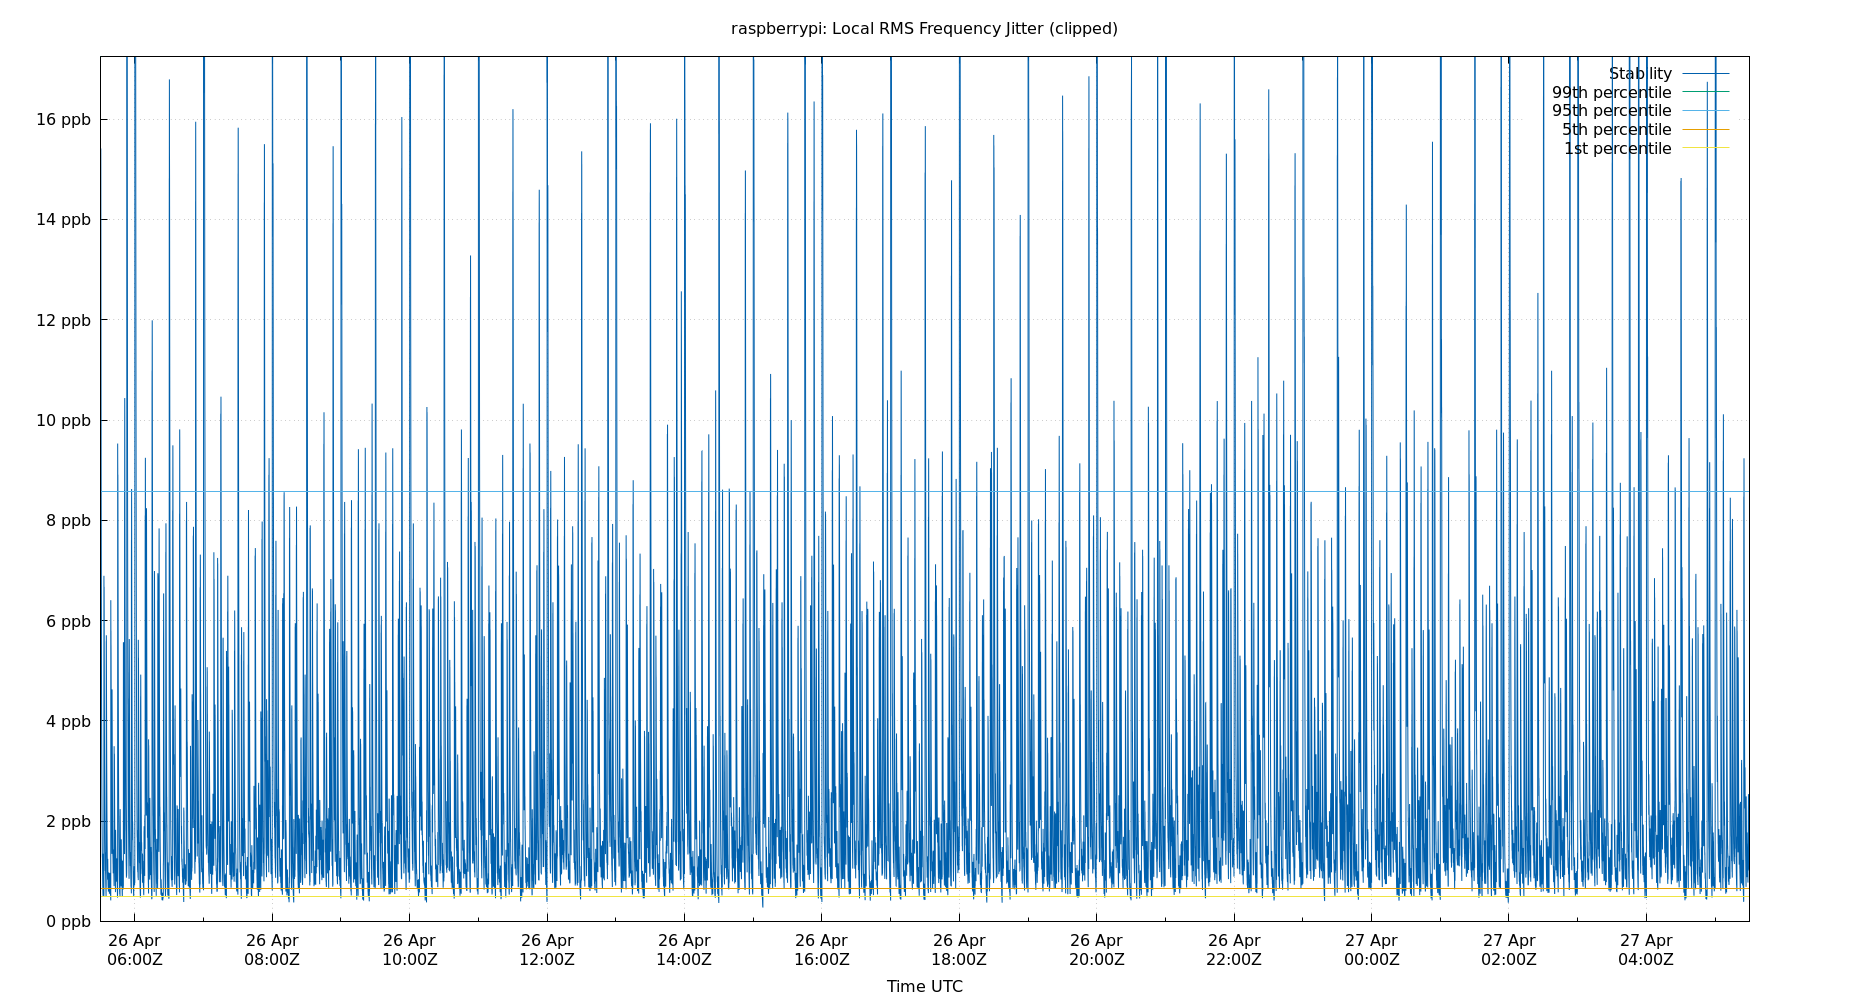 raspberrypi: Local RMS Frequency Jitter (clipped)
Stability
99th percentile
95th percentile
5th percentile
1st percentile
16 ppb
14 ppb
12 ppb
10 ppb
8 ppb
6 ppb
4 ppb
2 ppb
0 ppb
26 Apr 26 Apr 26 Apr 26 Apr 26 Apr 26 Apr 26 Apr 26 Apr 26 Apr 27 Apr 27 Apr 27 Apr
06:00Z 08:00Z 10:00Z 12:00Z 14:00Z 16:00Z 18:00Z 20:00Z 22:00Z 00:00Z 02:00Z 04:00Z
Time UTC